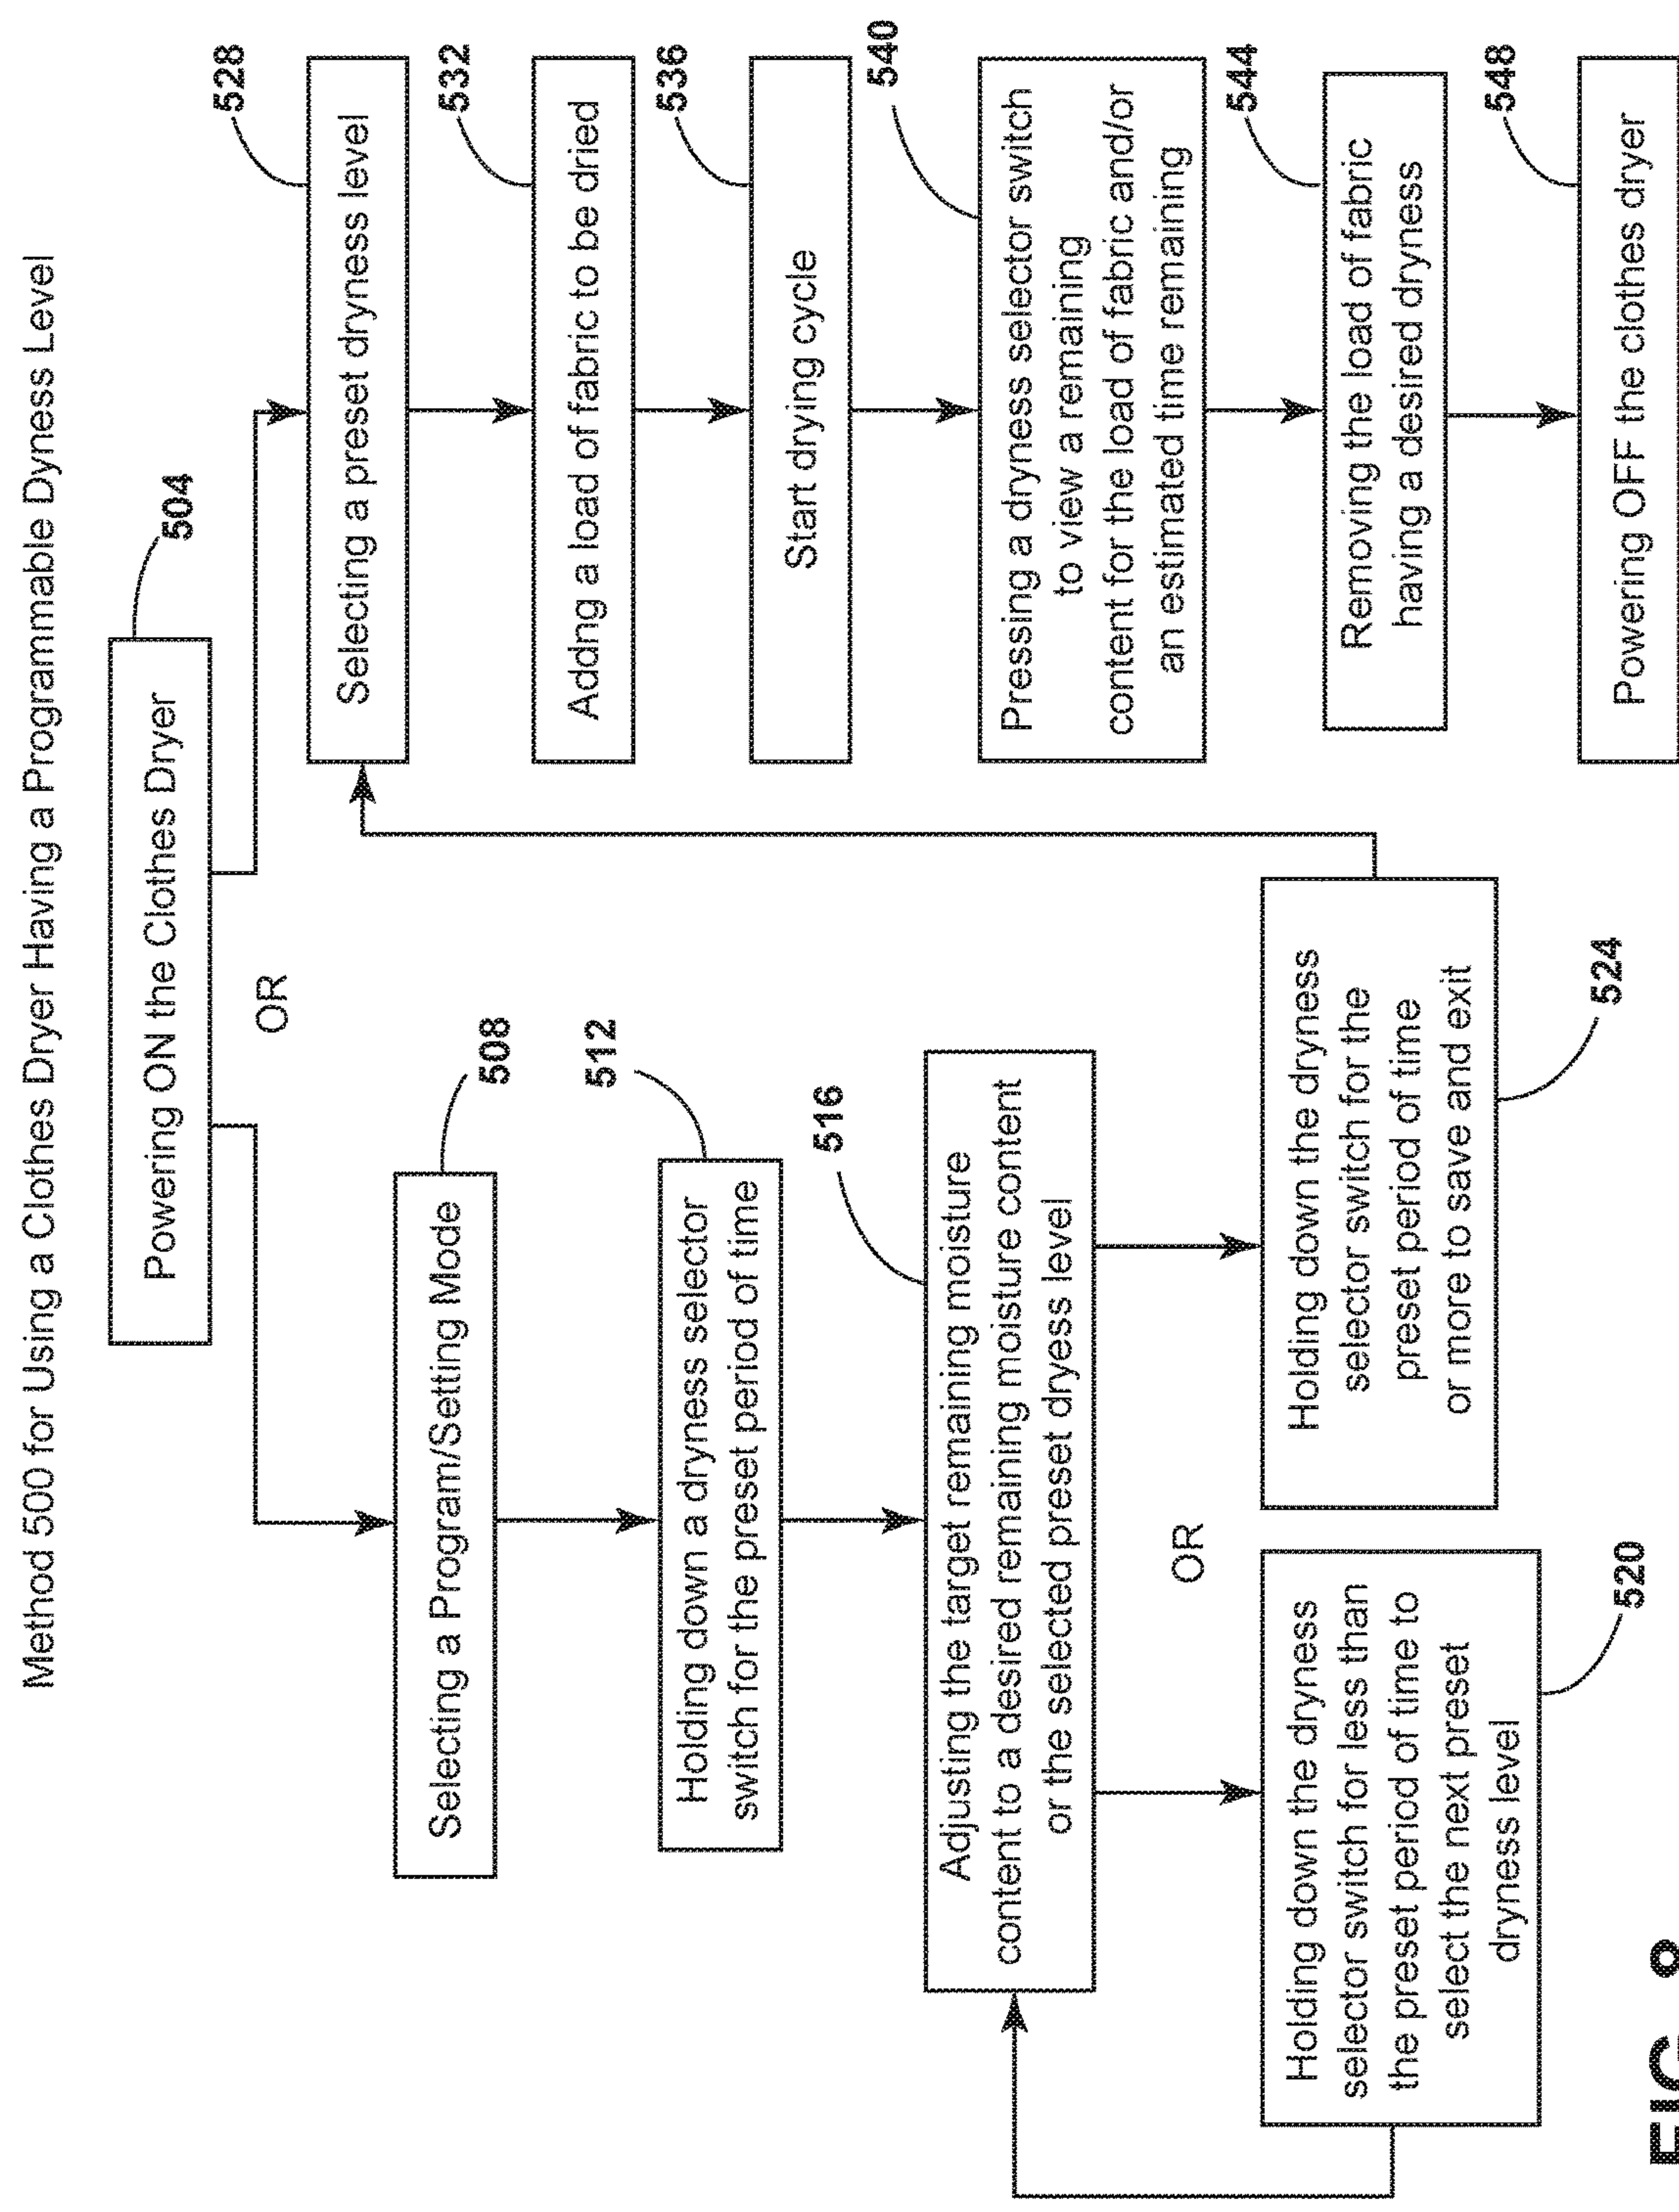 Method 500 for Using a Clothes Dryer Having a Programmable Dyness Level
504
Powering ON the Clothes Dryer
OR
508
Selecting a Program/Setting Mode
512
Holding down a dryness selector
switch for the preset period of time
516
Adjusting the target remaining moisture
content to a desired remaining moisture content
or the selected preset dryess level
OR
Holding down the dryness
selector switch for less than
the preset period of time to
select the next preset
dryness level
520
Holding down the dryness
selector switch for the
preset period of time
or more to save and exit
524
528
Selecting a preset dryness level
532
Addng a load of fabric to be dried
536
Start drying cycle
540
Pressing a dryness selector switch
to view a remaining
content for the load of fabric and/or
an estimated time remaining
544
Removing the load of fabric
having a desired dryness
548
Powering OFF the clothes dryer
FIG. 8